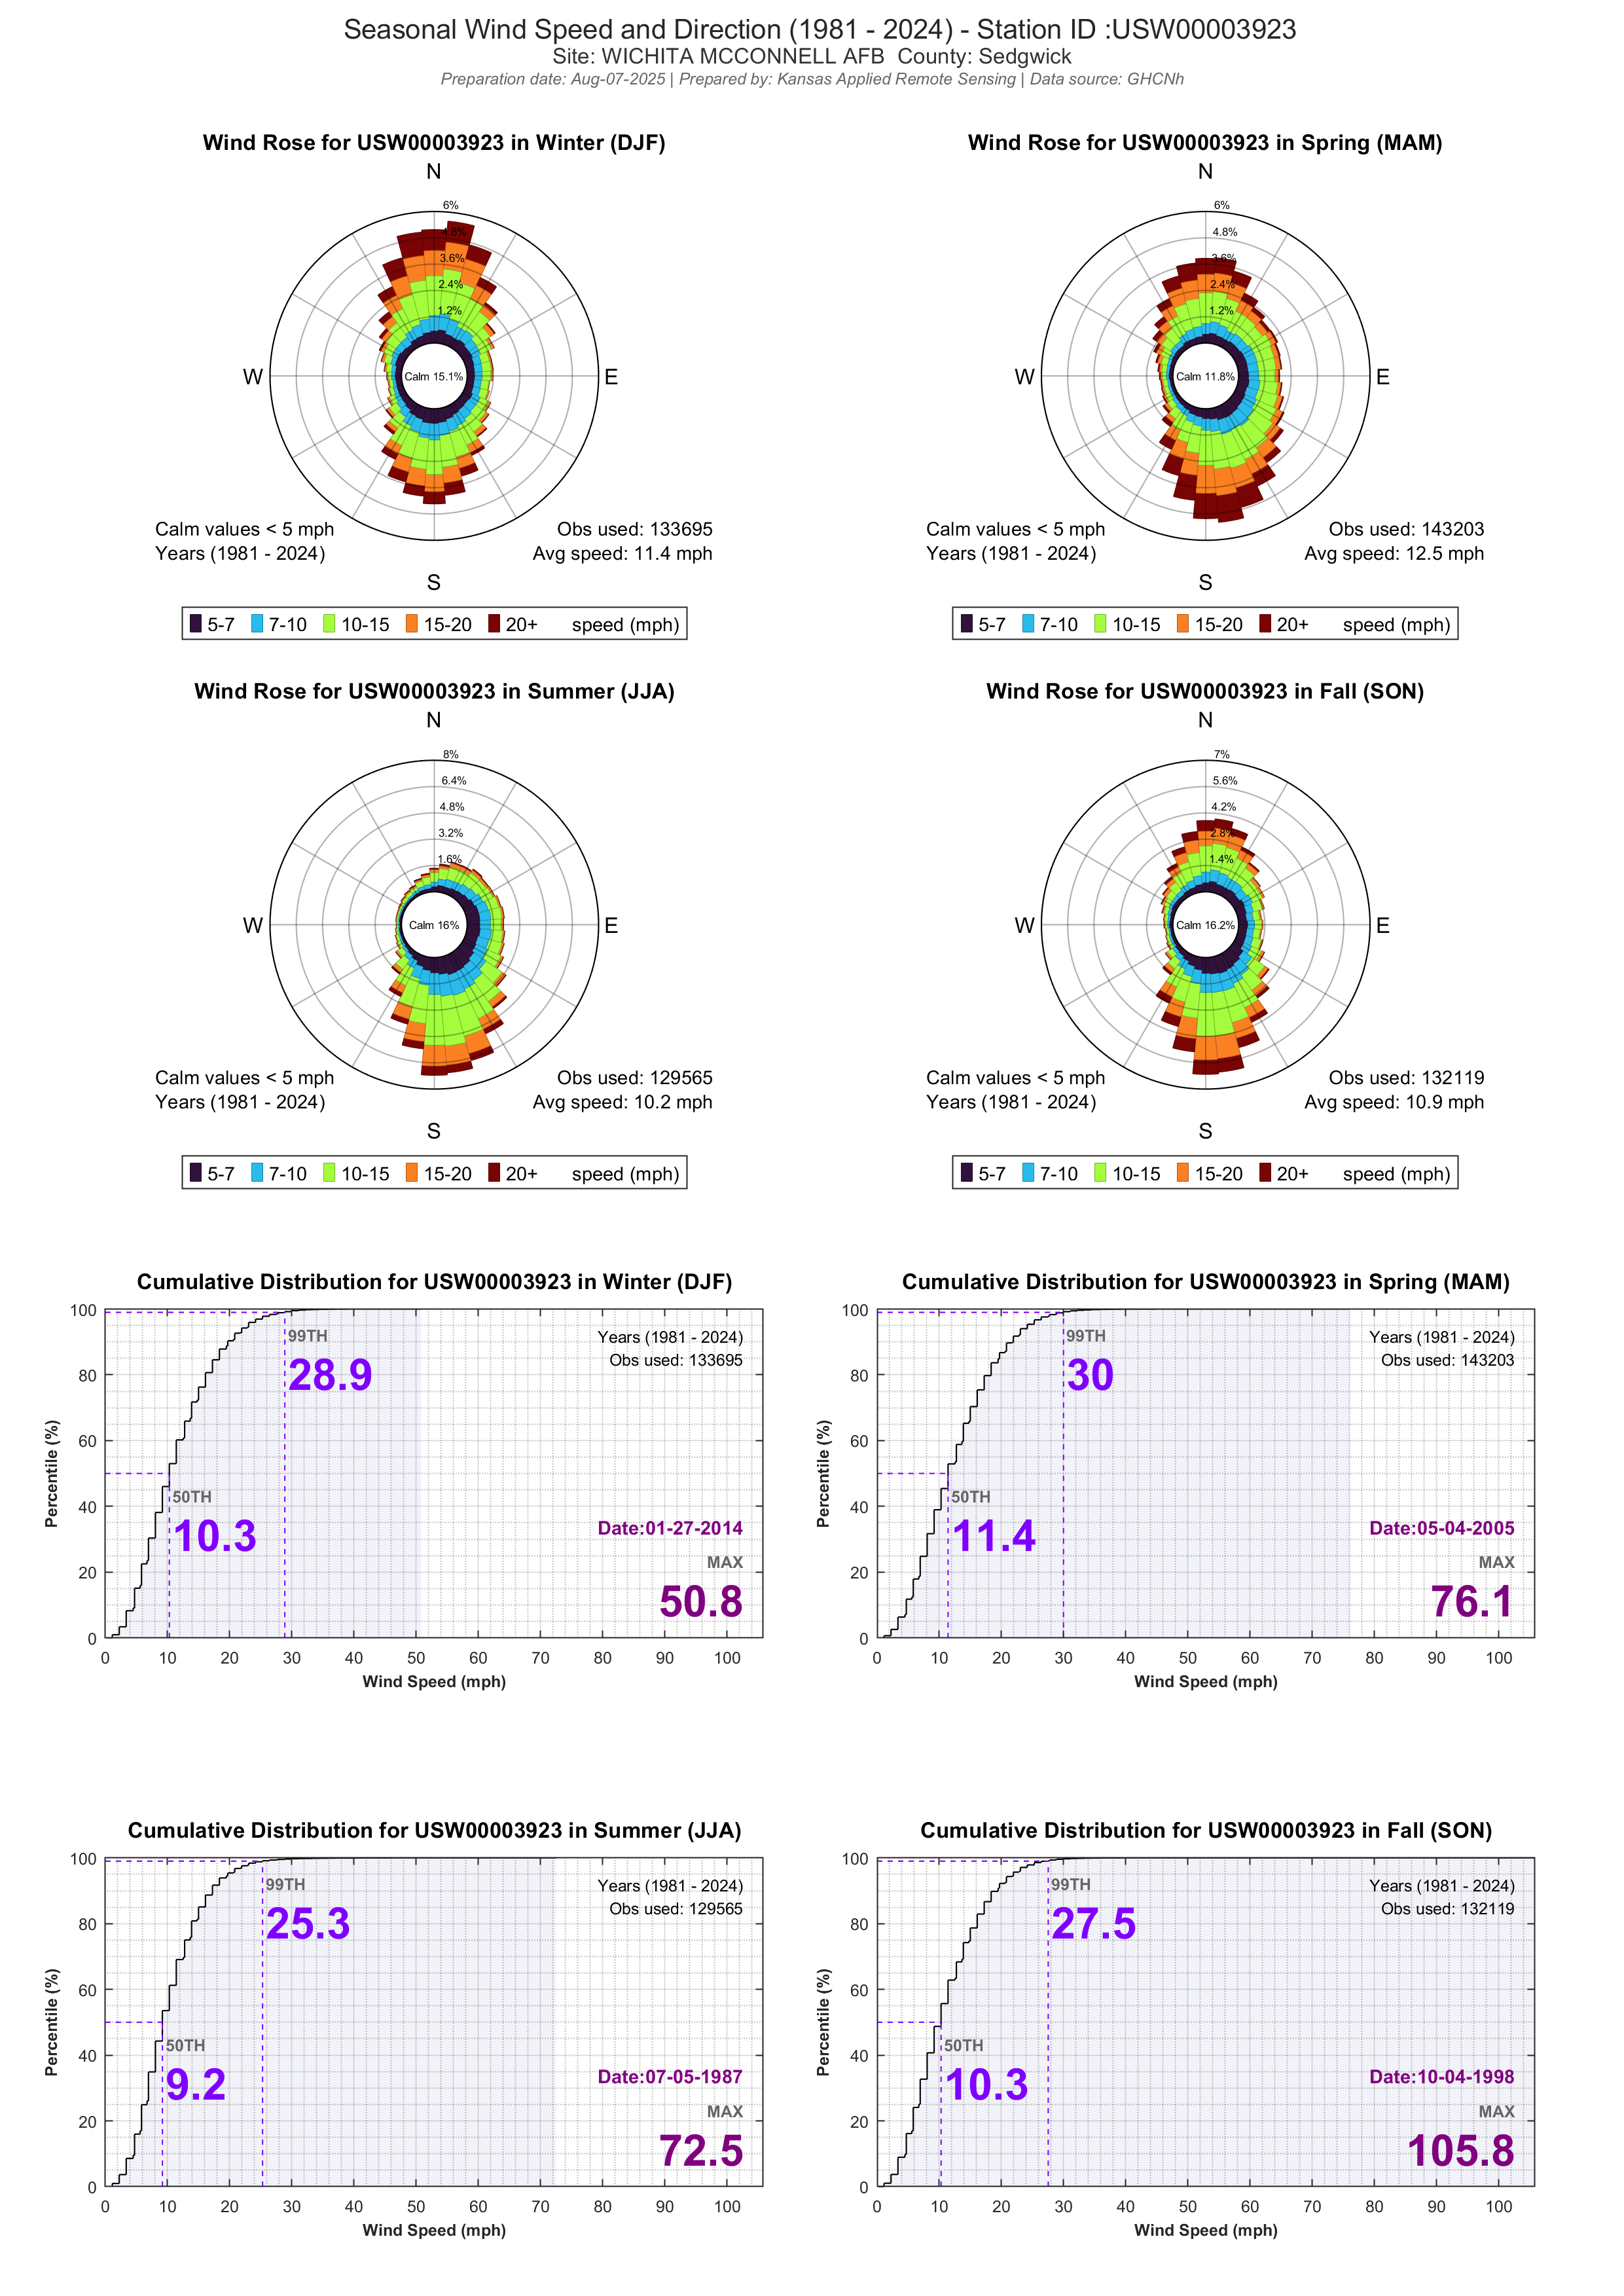 Seasonal Wind Speed and Direction (1981 - 2024) - Station ID :USW00003923
Site: WICHITA MCCONNELL AFB  County: Sedgwick
Preparation date: Aug-07-2025 | Prepared by: Kansas Applied Remote Sensing | Data source: GHCNh
Wind Rose for USW00003923 in Winter (DJF)
N
6%
4.8%
3.6%
2.4%
1.2%
W
Calm 15.1%
E
Calm values < 5 mph
Obs used: 133695
Years (1981 - 2024)
Avg speed: 11.4 mph
S
5-7 7-10 10-15 15-20 20+ speed (mph)
Wind Rose for USW00003923 in Spring (MAM)
N
6%
4.8%
3.6%
2.4%
1.2%
W
Calm 11.8%
E
Calm values < 5 mph
Obs used: 143203
Years (1981 - 2024)
Avg speed: 12.5 mph
S
5-7 7-10 10-15 15-20 20+ speed (mph)
Wind Rose for USW00003923 in Summer (JJA)
N
8%
6.4%
4.8%
3.2%
1.6%
W
Calm 16%
E
Calm values < 5 mph
Obs used: 129565
Years (1981 - 2024)
Avg speed: 10.2 mph
S
5-7 7-10 10-15 15-20 20+ speed (mph)
Wind Rose for USW00003923 in Fall (SON)
N
7%
5.6%
4.2%
2.8%
1.4%
W
Calm 16.2%
E
Calm values < 5 mph
Obs used: 132119
Years (1981 - 2024)
Avg speed: 10.9 mph
S
5-7 7-10 10-15 15-20 20+ speed (mph)
Cumulative Distribution for USW00003923 in Winter (DJF)
100
80
60
40
20
0
Percentile (%)
99TH
28.9
Years (1981 - 2024)
Obs used: 133695
50TH
10.3
Date:01-27-2014
MAX
50.8
0 10 20 30 40 50 60 70 80 90 100
Wind Speed (mph)
Cumulative Distribution for USW00003923 in Spring (MAM)
100
80
60
40
20
0
Percentile (%)
99TH
30
Years (1981 - 2024)
Obs used: 143203
50TH
11.4
Date:05-04-2005
MAX
76.1
0 10 20 30 40 50 60 70 80 90 100
Wind Speed (mph)
Cumulative Distribution for USW00003923 in Summer (JJA)
100
80
60
40
20
0
Percentile (%)
99TH
25.3
Years (1981 - 2024)
Obs used: 129565
50TH
9.2
Date:07-05-1987
MAX
72.5
0 10 20 30 40 50 60 70 80 90 100
Wind Speed (mph)
Cumulative Distribution for USW00003923 in Fall (SON)
100
80
60
40
20
0
Percentile (%)
99TH
27.5
Years (1981 - 2024)
Obs used: 132119
50TH
10.3
Date:10-04-1998
MAX
105.8
0 10 20 30 40 50 60 70 80 90 100
Wind Speed (mph)